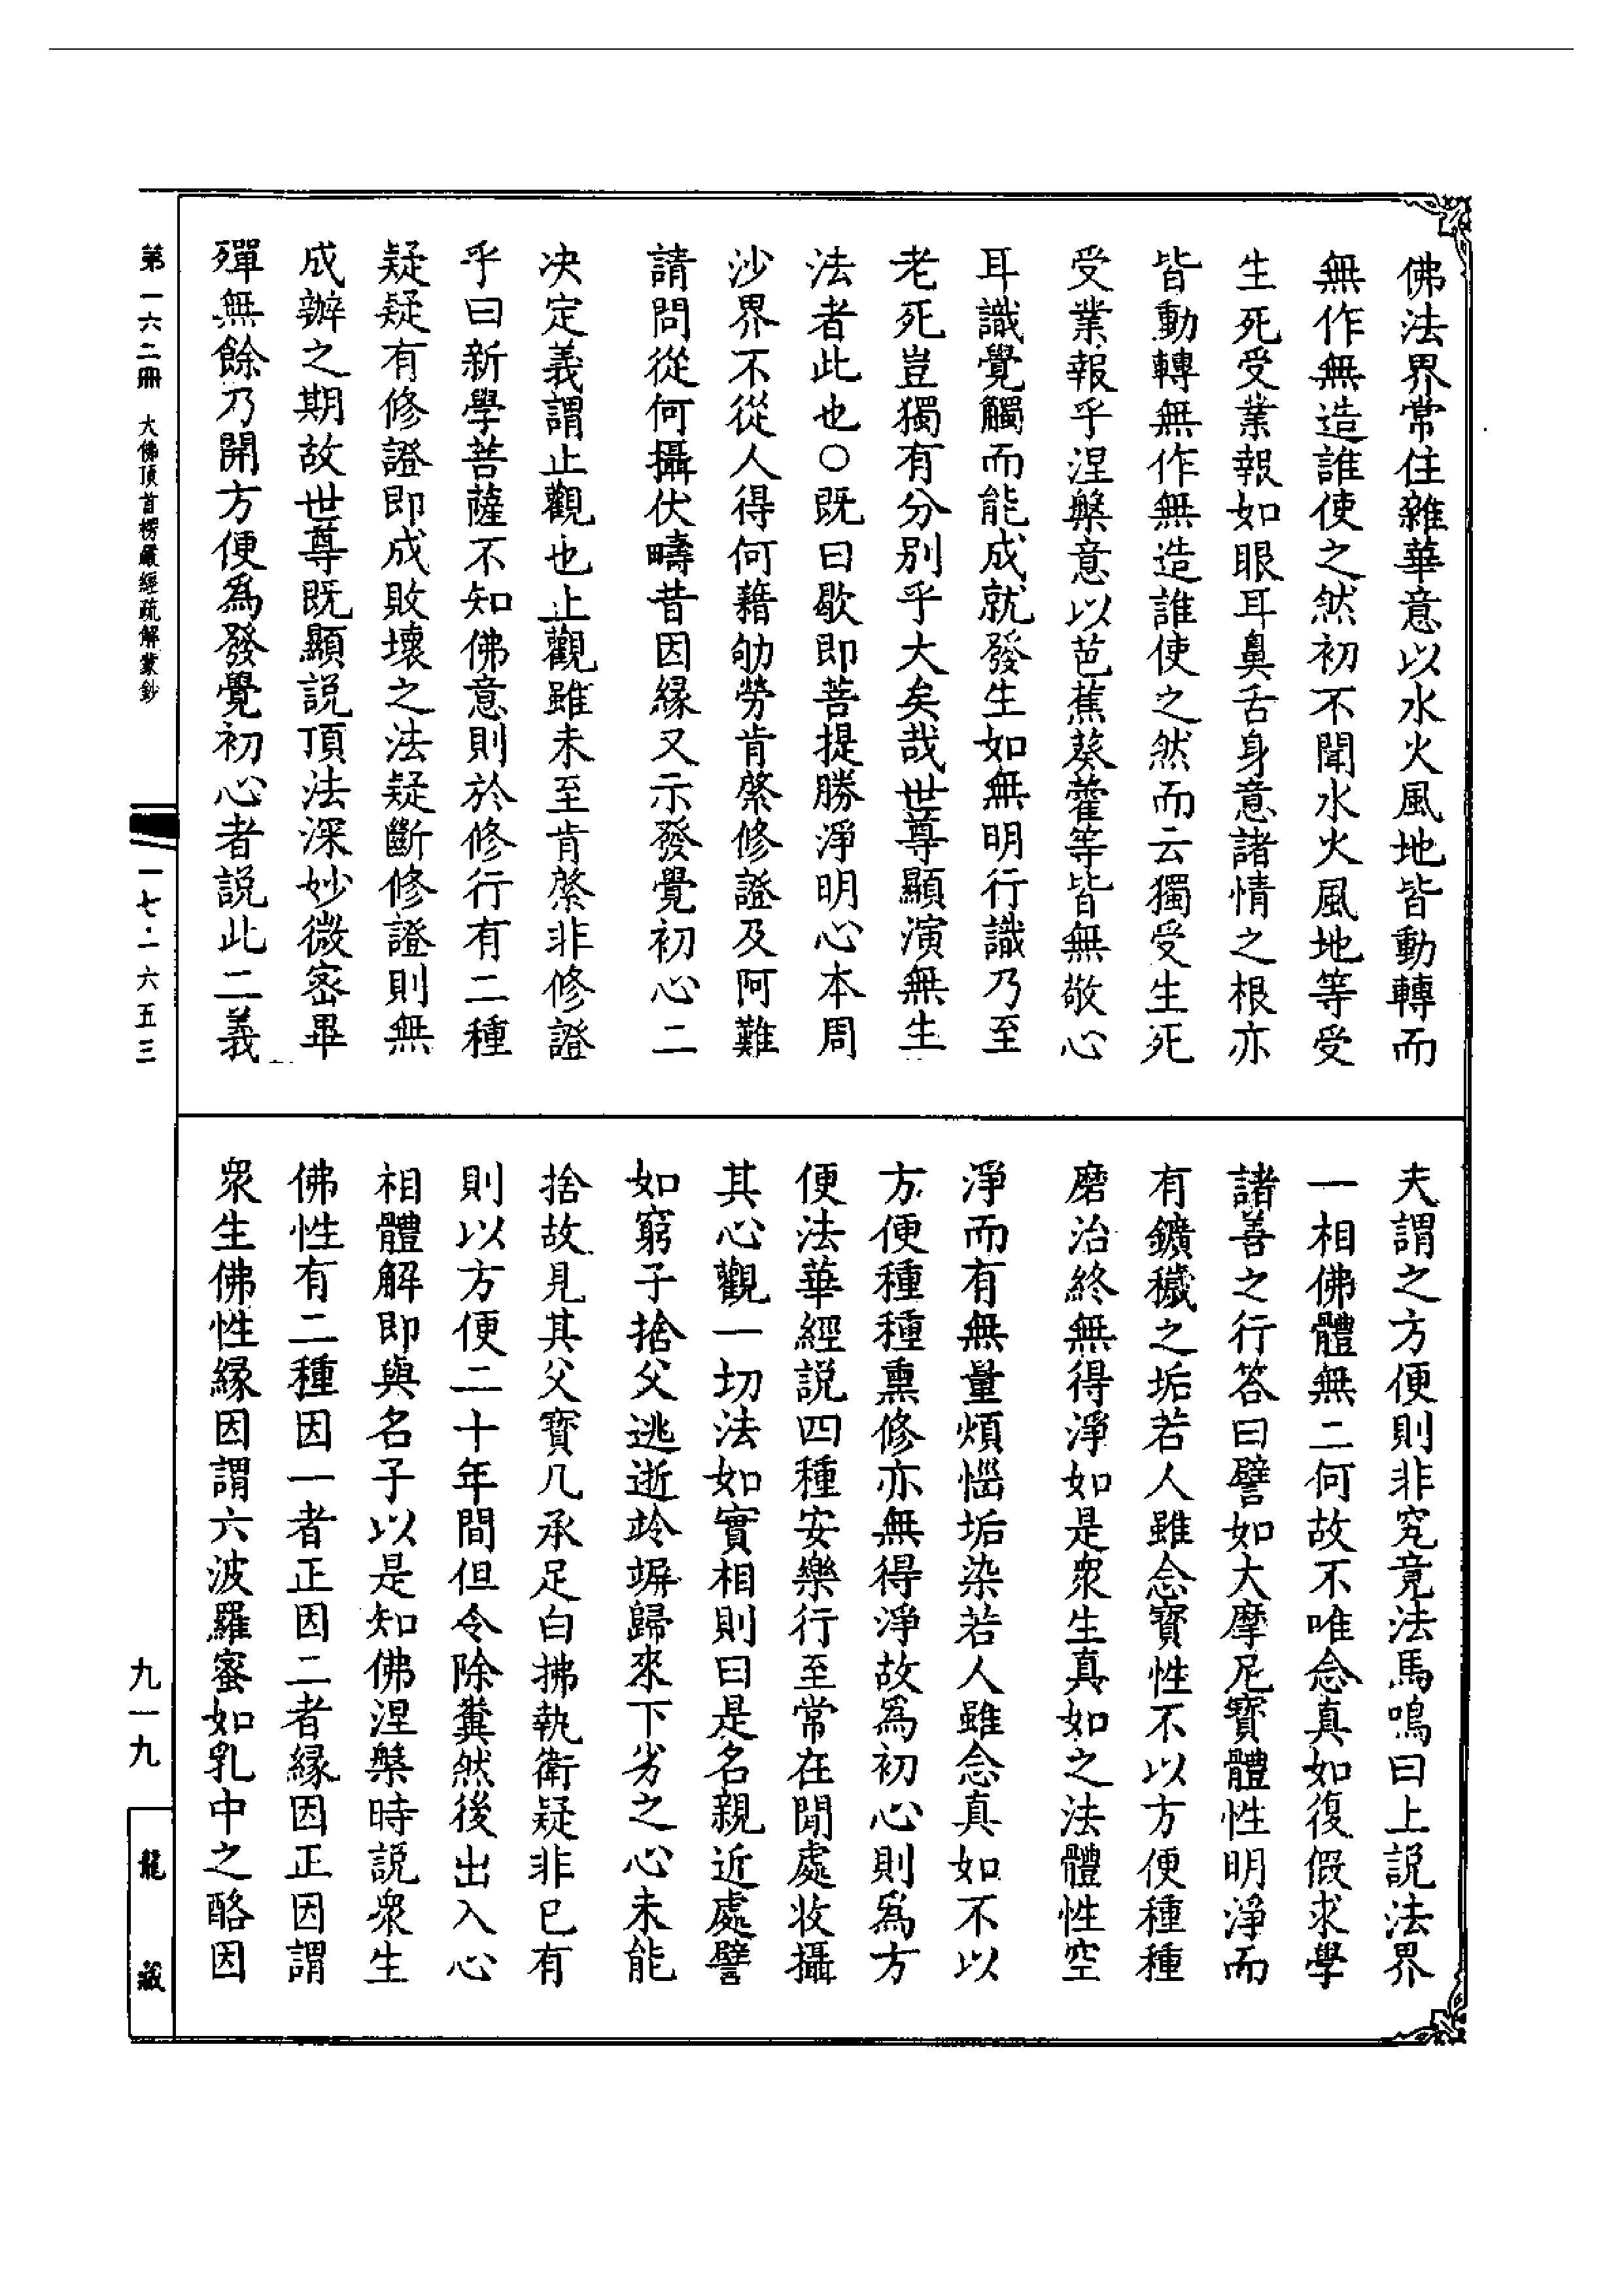 佛法界常住雜華意以水火風地皆動轉而
無作無造誰使之然初不聞水火風地等受
生死受業報如眼耳鼻舌身意諸情之根亦
皆動轉無作無造誰使之然而云獨受生死
受業報乎涅槃意以芭蕉葵藿等皆無敬心
耳識覺觸而能成就發生如無明行識乃至
老死豈獨有分別乎大矣哉世尊顯演無生
法者此也○既曰歇即菩提勝淨明心本周
沙界不從人得何藉劬勞肯綮修證及阿難
請問從何攝伏疇昔因緣又示發覺初心二
决定義謂止觀也止觀雖未至肯綮非修證
乎曰新學菩薩不知佛意則於修行有二種
疑疑有修證即成敗壞之法疑斷修證則無
成辦之期故世尊既顯説頂法深妙微密畢
殫無餘乃開方便爲發覺初心者説此二義
夫謂之方便則非究竟法馬鳴曰上説法界
一相佛體無二何故不唯念真如復假求學
諸善之行答曰譬如大摩尼寶體性明淨而
有鑛穢之垢若人雖念寶性不以方便種種
磨治終無得淨如是衆生真如之法體性空
淨而有無量煩惱垢染若人雖念真如不以
方便種種熏修亦無得淨故爲初心則爲方
便法華經説四種安樂行至常在閒處收攝
其心觀一切法如實相則曰是名親近處譬
如窮子捨父逃逝竛竮歸來下劣之心未能
捨故見其父寶几承足白拂執衛疑非已有
則以方便二十年間但令除糞然後出入心
相體解即與名子以是知佛涅槃時説衆生
佛性有二種因一者正因二者緣因正因謂
衆生佛性緣因謂六波羅蜜如乳中之酪因
第一六二冊 大佛頂首楞嚴經疏解蒙鈔
一七·一六五三
九一九
龍藏